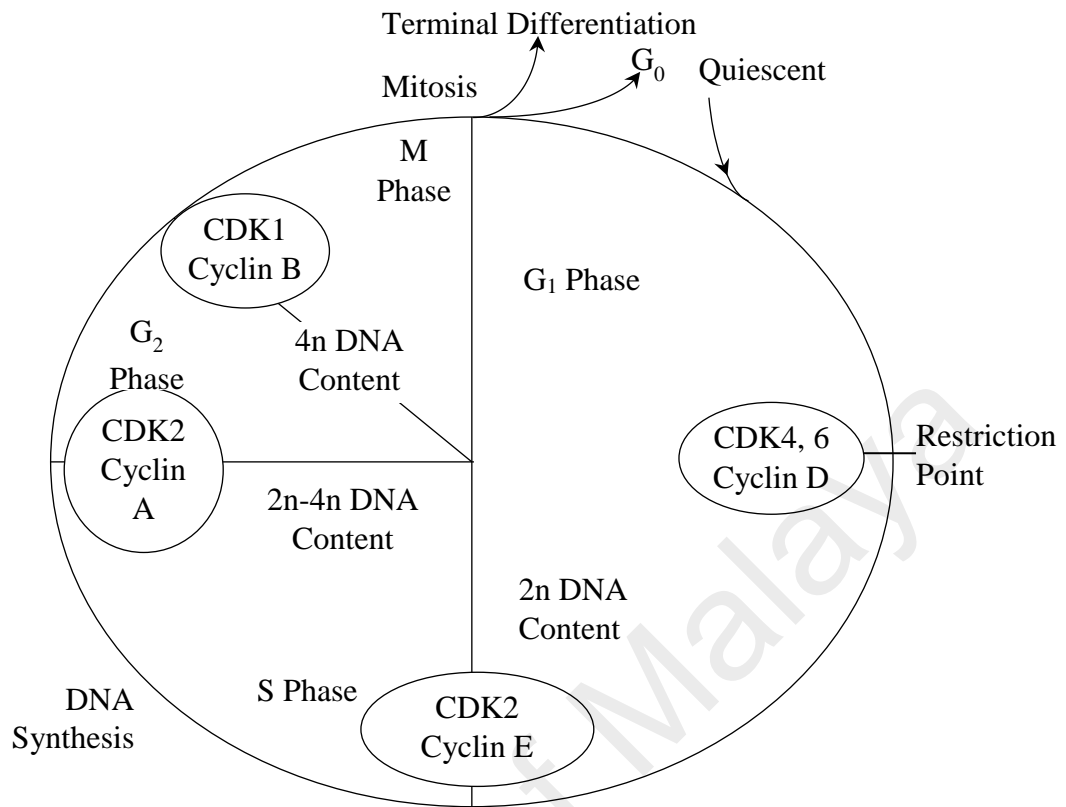 Terminal Differentiation
G₀
Quiescent
Mitosis
M
Phase
CDK1
Cyclin B
G₁ Phase
G₂
Phase
4n DNA
Content
CDK2
Cyclin
A
CDK4, 6
Cyclin D
Restriction
Point
2n-4n DNA
Content
2n DNA
Content
S Phase
DNA
Synthesis
CDK2
Cyclin E
f Malaya